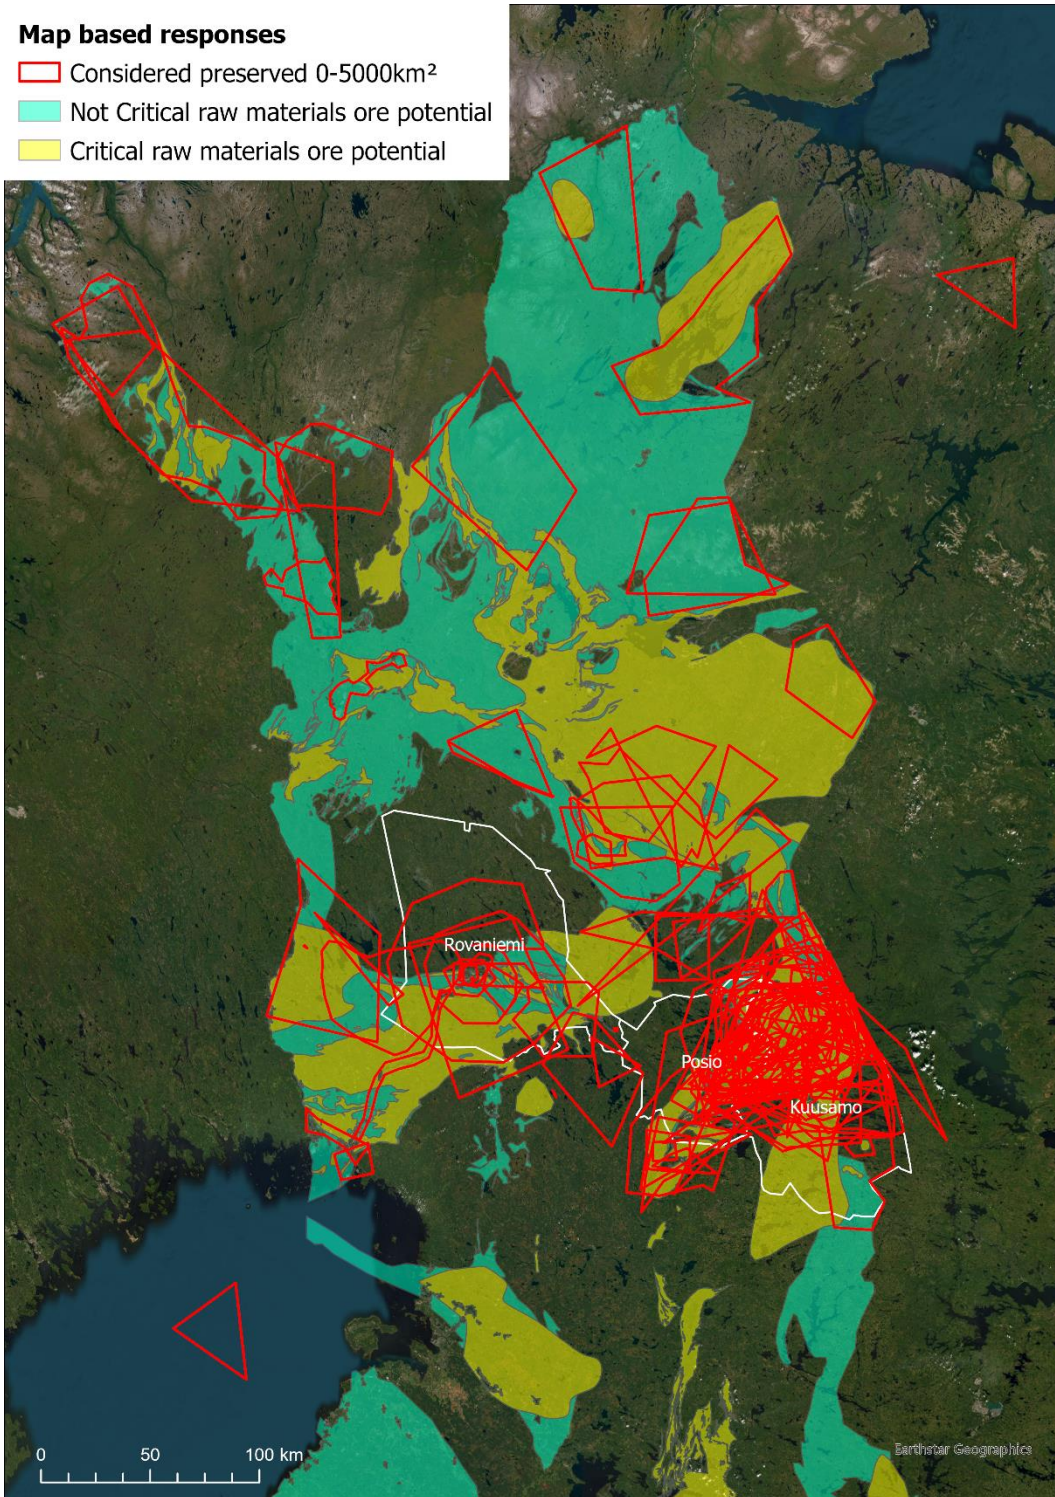 Map based responses
Considered preserved 0-5000km²
Not Critical raw materials ore potential
Critical raw materials ore potential
Rovaniemi
Posio
Kuusamo
0 50 100 km
Earthstar Geographics